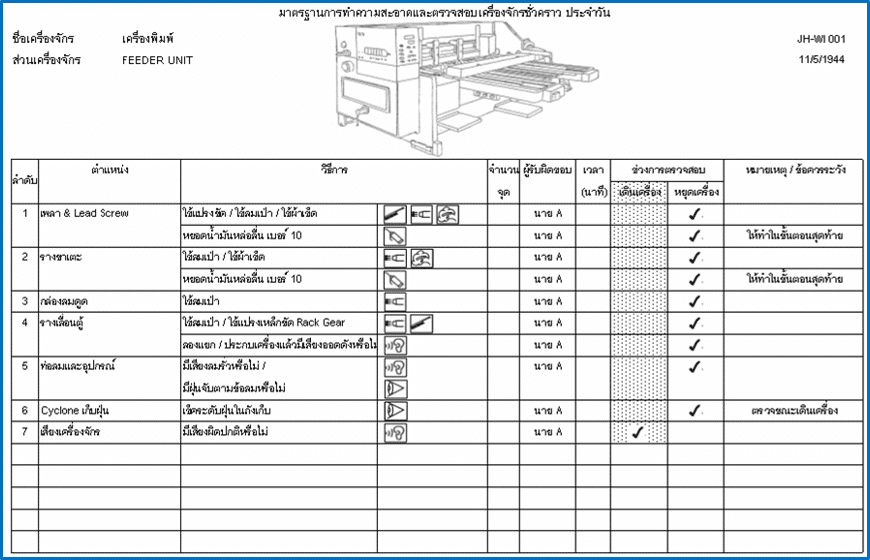 มาตรฐานการทำความสะอาดและตรวจสอบเครื่องจักรชั่วคราว ประจำวัน
ชื่อเครื่องจักร เครื่องพิมพ์ JH-WI 001
ส่วนเครื่องจักร FEEDER UNIT 11/5/1944
ลำดับ ตำแหน่ง วิธีการ จำนวนจุด ผู้รับผิดชอบ เวลา (นาที) ช่วงการตรวจสอบ หมายเหตุ / ข้อควรระวัง
เดินเครื่อง หยุดเครื่อง
1 เพลา & Lead Screw ใช้แปรงขัด / ใช้ลมเป่า / ใช้ผ้าเช็ด นาย A ✓
หยอดน้ำมันหล่อลื่น เบอร์ 10 นาย A ✓ ให้ทำในขั้นตอนสุดท้าย
2 รางขาเตะ ใช้ลมเป่า / ใช้ผ้าเช็ด นาย A ✓
หยอดน้ำมันหล่อลื่น เบอร์ 10 นาย A ✓ ให้ทำในขั้นตอนสุดท้าย
3 กล่องลมดูด ใช้ลมเป่า นาย A ✓
4 รางเลื่อนตู้ ใช้ลมเป่า / ใช้แปรงเหล็กขัด Rack Gear นาย A ✓
ลองแยก / ประกบเครื่องแล้วมีเสียงออดดังหรือไม่ นาย A ✓
5 ท่อลมและอุปกรณ์ มีเสียงลมรั่วหรือไม่ / นาย A ✓
มีฝุ่นจับตามข้อลมหรือไม่
6 Cyclone เก็บฝุ่น เช็คระดับฝุ่นในถังเก็บ นาย A ✓ ตรวจขณะเดินเครื่อง
7 เสียงเครื่องจักร มีเสียงผิดปกติหรือไม่ นาย A ✓